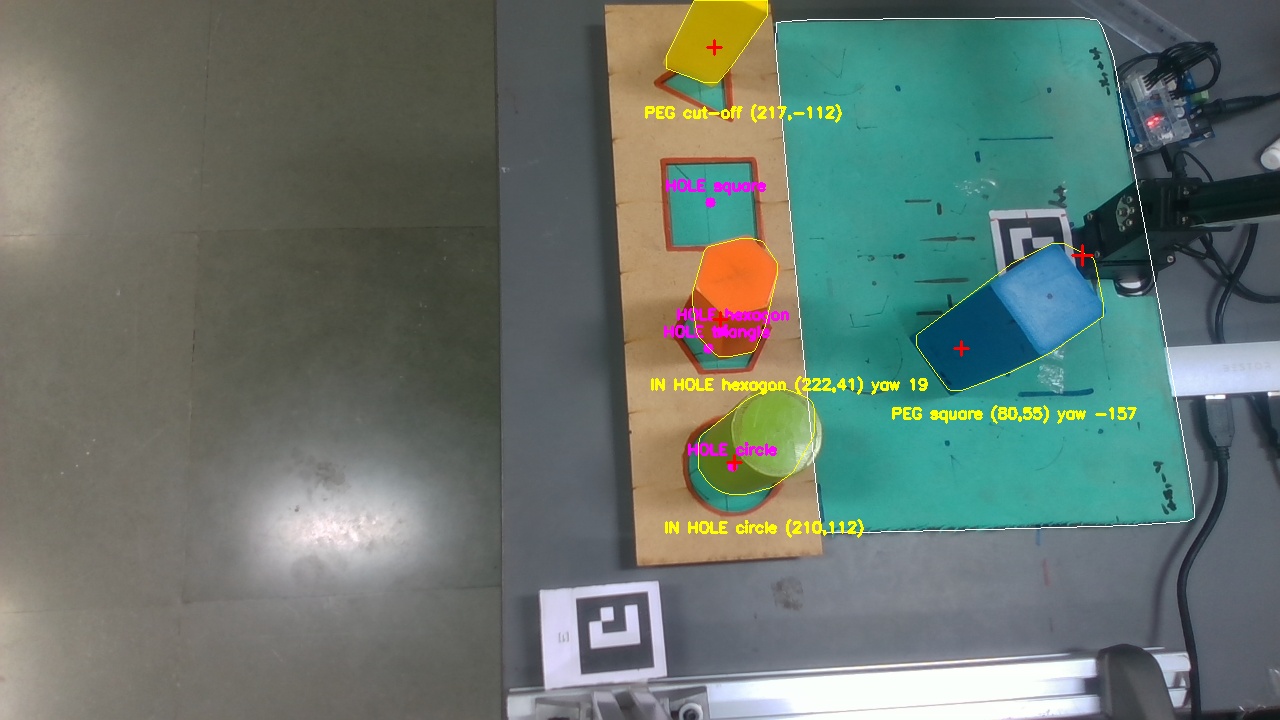 PEG cut-off (217,-112)
HOLE square
HOLE hexagon
HOLE triangle
IN HOLE hexagon (222,41) yaw 19
PEG square (80,55) yaw -157
HOLE circle
IN HOLE circle (210,112)